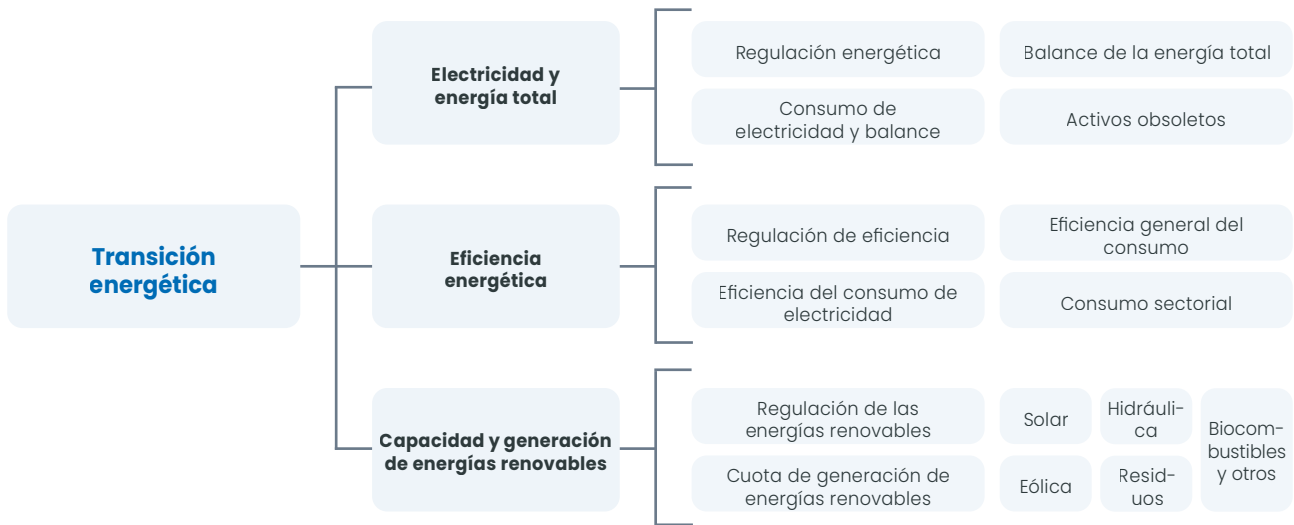 Transición
energética
Electricidad y
energía total
Regulación energética
Balance de la energía total
Consumo de
electricidad y balance
Activos obsoletos
Eficiencia
energética
Regulación de eficiencia
Eficiencia general del
consumo
Eficiencia del consumo de
electricidad
Consumo sectorial
Capacidad y generación
de energías renovables
Regulación de las
energías renovables
Cuota de generación de
energías renovables
Solar
Hidráuli-
ca
Eólica
Resid-
uos
Biocom-
bustibles
y otros